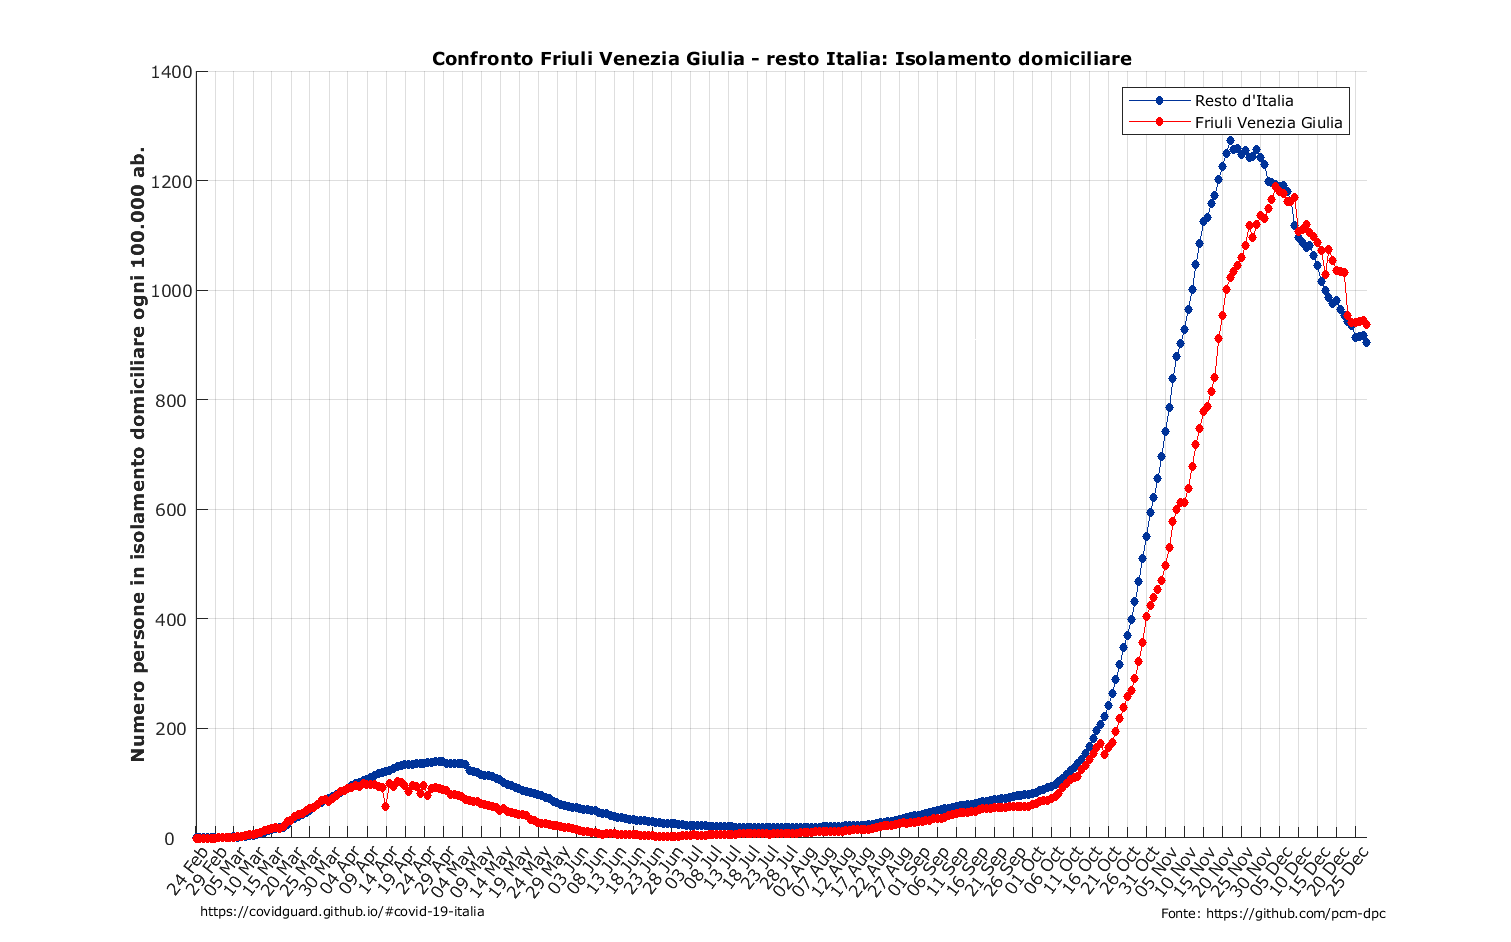 Confronto Friuli Venezia Giulia - resto Italia: Isolamento domiciliare
Resto d'Italia
Friuli Venezia Giulia
Numero persone in isolamento domiciliare ogni 100.000 ab.
1400
1200
1000
800
600
400
200
0
24 Feb
29 Feb
05 Mar
10 Mar
15 Mar
20 Mar
25 Mar
30 Mar
04 Apr
09 Apr
14 Apr
19 Apr
24 Apr
29 Apr
04 May
09 May
14 May
19 May
24 May
29 May
03 Jun
08 Jun
13 Jun
18 Jun
23 Jun
28 Jun
03 Jul
08 Jul
13 Jul
18 Jul
23 Jul
28 Jul
02 Aug
07 Aug
12 Aug
17 Aug
22 Aug
27 Aug
01 Sep
06 Sep
11 Sep
16 Sep
21 Sep
26 Sep
01 Oct
06 Oct
11 Oct
16 Oct
21 Oct
26 Oct
31 Oct
05 Nov
10 Nov
15 Nov
20 Nov
25 Nov
30 Nov
05 Dec
10 Dec
15 Dec
20 Dec
25 Dec
https://covidguard.github.io/#covid-19-italia
Fonte: https://github.com/pcm-dpc